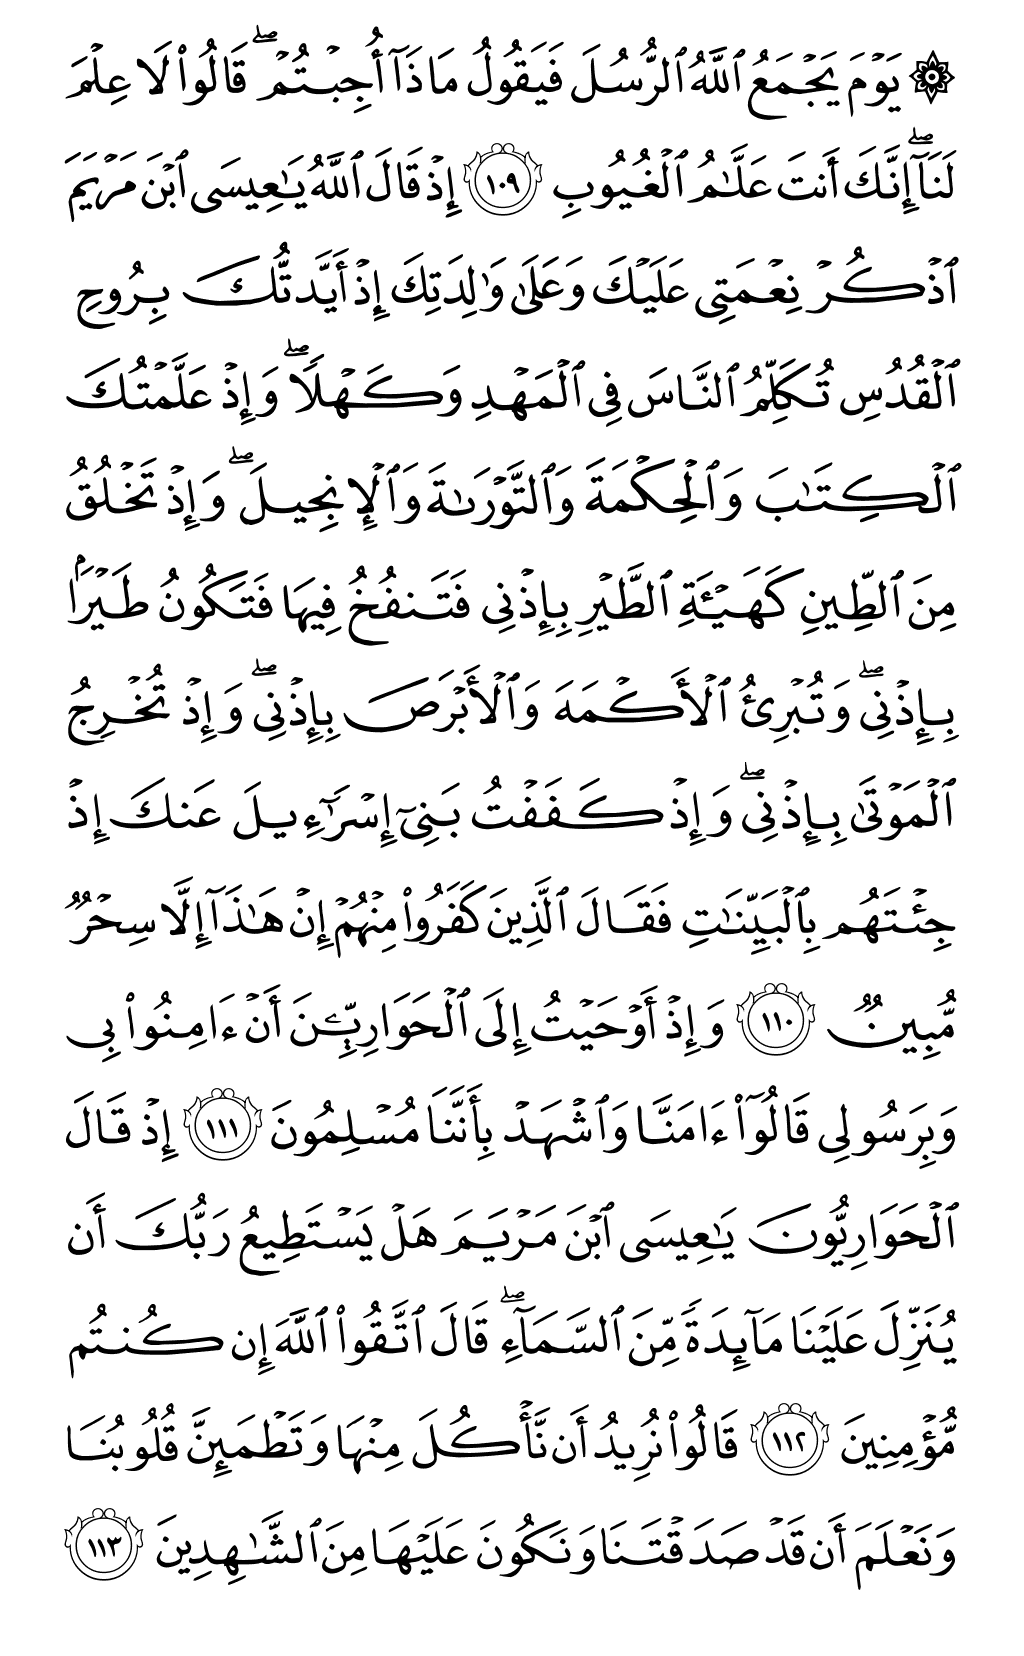 ۞ يَوۡمَ يَجۡمَعُ ٱللَّهُ ٱلرُّسُلَ فَيَقُولُ مَاذَآ أُجِبۡتُمۡۖ قَالُواْ لَا عِلۡمَ
لَنَآۖ إِنَّكَ أَنتَ عَلَّٰمُ ٱلۡغُيُوبِ ١٠٩ إِذۡ قَالَ ٱللَّهُ يَٰعِيسَى ٱبۡنَ مَرۡيَمَ
ٱذۡكُرۡ نِعۡمَتِي عَلَيۡكَ وَعَلَىٰ وَٰلِدَتِكَ إِذۡ أَيَّدتُّكَ بِرُوحِ
ٱلۡقُدُسِ تُكَلِّمُ ٱلنَّاسَ فِي ٱلۡمَهۡدِ وَكَهۡلٗاۖ وَإِذۡ عَلَّمۡتُكَ
ٱلۡكِتَٰبَ وَٱلۡحِكۡمَةَ وَٱلتَّوۡرَىٰةَ وَٱلۡإِنجِيلَۖ وَإِذۡ تَخۡلُقُ
مِنَ ٱلطِّينِ كَهَيۡـَٔةِ ٱلطَّيۡرِ بِإِذۡنِي فَتَنفُخُ فِيهَا فَتَكُونُ طَيۡرَۢا
بِإِذۡنِيۖ وَتُبۡرِئُ ٱلۡأَكۡمَهَ وَٱلۡأَبۡرَصَ بِإِذۡنِيۖ وَإِذۡ تُخۡرِجُ
ٱلۡمَوۡتَىٰ بِإِذۡنِيۖ وَإِذۡ كَفَفۡتُ بَنِيٓ إِسۡرَٰٓءِيلَ عَنكَ إِذۡ
جِئۡتَهُم بِٱلۡبَيِّنَٰتِ فَقَالَ ٱلَّذِينَ كَفَرُواْ مِنۡهُمۡ إِنۡ هَٰذَآ إِلَّا سِحۡرٞ
مُّبِينٞ ١١٠ وَإِذۡ أَوۡحَيۡتُ إِلَى ٱلۡحَوَارِيِّـۧنَ أَنۡ ءَامِنُواْ بِي
وَبِرَسُولِي قَالُوٓاْ ءَامَنَّا وَٱشۡهَدۡ بِأَنَّنَا مُسۡلِمُونَ ١١١ إِذۡ قَالَ
ٱلۡحَوَارِيُّونَ يَٰعِيسَى ٱبۡنَ مَرۡيَمَ هَلۡ يَسۡتَطِيعُ رَبُّكَ أَن
يُنَزِّلَ عَلَيۡنَا مَآئِدَةٗ مِّنَ ٱلسَّمَآءِۖ قَالَ ٱتَّقُواْ ٱللَّهَ إِن كُنتُم
مُّؤۡمِنِينَ ١١٢ قَالُواْ نُرِيدُ أَن نَّأۡكُلَ مِنۡهَا وَتَطۡمَئِنَّ قُلُوبُنَا
وَنَعۡلَمَ أَن قَدۡ صَدَقۡتَنَا وَنَكُونَ عَلَيۡهَا مِنَ ٱلشَّٰهِدِينَ ١١٣